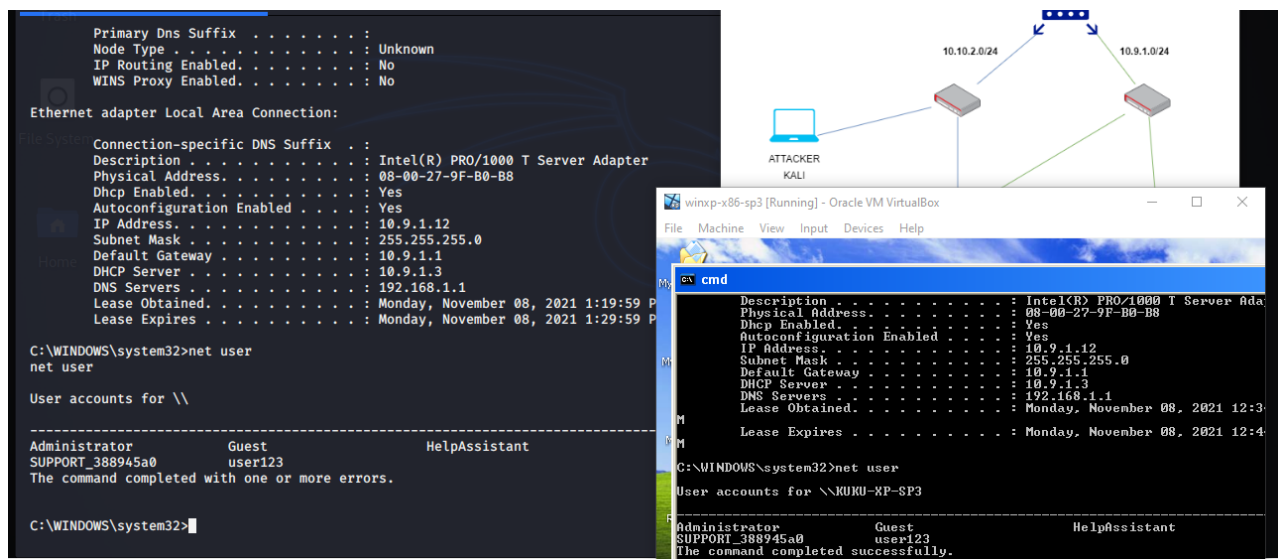 Trash
Primary Dns Suffix . . . . . . . :
Node Type . . . . . . . . . . . . : Unknown
IP Routing Enabled. . . . . . . . : No
WINS Proxy Enabled. . . . . . . . : No
Ethernet adapter Local Area Connection:
File System
Connection-specific DNS Suffix . :
Description . . . . . . . . . . . : Intel(R) PRO/1000 T Server Adapter
Physical Address. . . . . . . . . : 08-00-27-9F-B0-B8
Dhcp Enabled. . . . . . . . . . . : Yes
Autoconfiguration Enabled . . . . : Yes
IP Address. . . . . . . . . . . . : 10.9.1.12
Subnet Mask . . . . . . . . . . . : 255.255.255.0
Home
Default Gateway . . . . . . . . . : 10.9.1.1
DHCP Server . . . . . . . . . . . : 10.9.1.3
DNS Servers . . . . . . . . . . . : 192.168.1.1
Lease Obtained. . . . . . . . . . : Monday, November 08, 2021 1:19:59 P
Lease Expires . . . . . . . . . . : Monday, November 08, 2021 1:29:59 P
C:\WINDOWS\system32>net user
net user
User accounts for \\
-------------------------------------------------------------------------------
Administrator Guest HelpAssistant
SUPPORT_388945a0 user123
The command completed with one or more errors.
C:\WINDOWS\system32>
10.10.2.0/24
10.9.1.0/24
ATTACKER
KALI
winxp-x86-sp3 [Running] - Oracle VM VirtualBox
File Machine View Input Devices Help
My
cmd
Description . . . . . . . . . . . : Intel(R) PRO/1000 T Server Ada
Physical Address. . . . . . . . . : 08-00-27-9F-B0-B8
Dhcp Enabled. . . . . . . . . . . : Yes
Autoconfiguration Enabled . . . . : Yes
IP Address. . . . . . . . . . . . : 10.9.1.12
Subnet Mask . . . . . . . . . . . : 255.255.255.0
Default Gateway . . . . . . . . . : 10.9.1.1
DHCP Server . . . . . . . . . . . : 10.9.1.3
DNS Servers . . . . . . . . . . . : 192.168.1.1
Lease Obtained. . . . . . . . . . : Monday, November 08, 2021 12:3
M
Lease Expires . . . . . . . . . . : Monday, November 08, 2021 12:4
M
C:\WINDOWS\system32>net user
User accounts for \\KUKU-XP-SP3
-------------------------------------------------------------------------------
Administrator Guest HelpAssistant
SUPPORT_388945a0 user123
The command completed successfully.